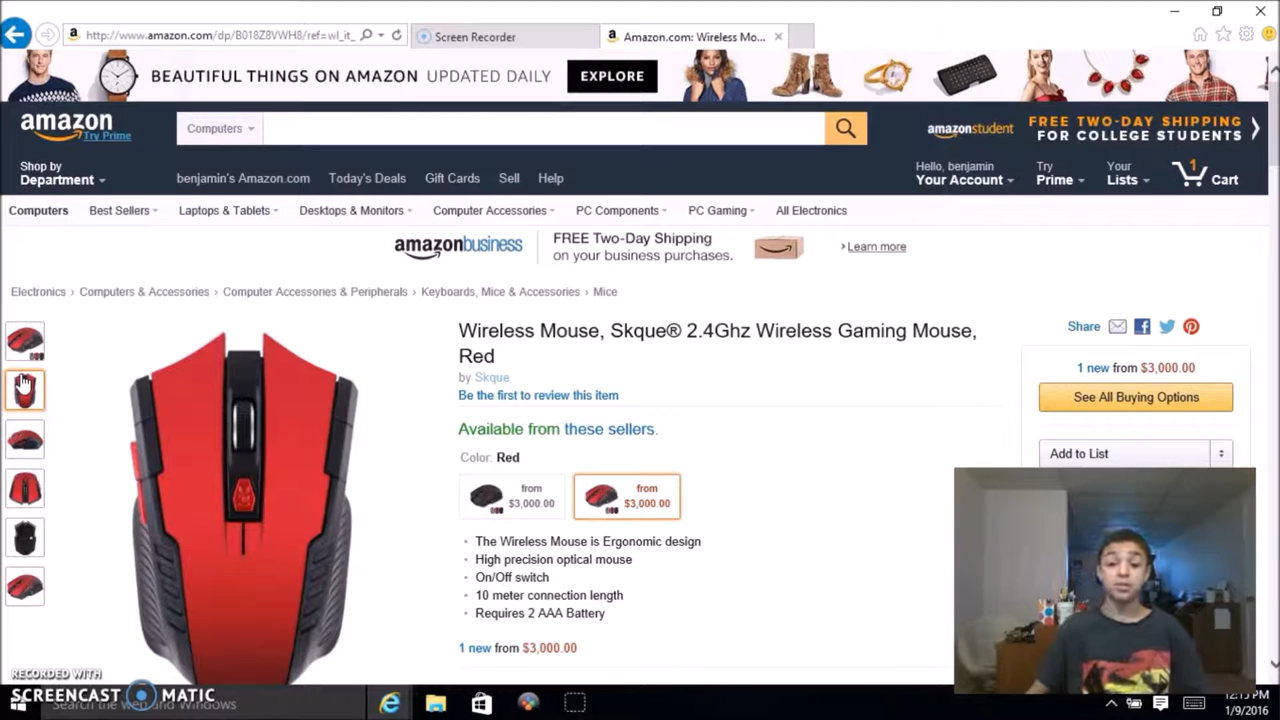 http://www.amazon.com/dp/B018Z8VWH8/ref=wl_it_
Screen Recorder
Amazon.com: Wireless Mo...
BEAUTIFUL THINGS ON AMAZON UPDATED DAILY
EXPLORE
amazon
Try Prime
Computers
amazonstudent
FREE TWO-DAY SHIPPING
FOR COLLEGE STUDENTS
Shop by
Department
benjamin's Amazon.com Today's Deals Gift Cards Sell Help
Hello, benjamin
Your Account
Try
Prime
Your
Lists
1
Cart
Computers Best Sellers Laptops & Tablets Desktops & Monitors Computer Accessories PC Components PC Gaming All Electronics
amazonbusiness
FREE Two-Day Shipping
on your business purchases.
Learn more
Electronics › Computers & Accessories › Computer Accessories & Peripherals › Keyboards, Mice & Accessories › Mice
Wireless Mouse, Skque® 2.4Ghz Wireless Gaming Mouse,
Red
by Skque
Be the first to review this item
Available from these sellers.
Color: Red
from
$3,000.00
from
$3,000.00
• The Wireless Mouse is Ergonomic design
• High precision optical mouse
• On/Off switch
• 10 meter connection length
• Requires 2 AAA Battery
1 new from $3,000.00
Share
1 new from $3,000.00
See All Buying Options
Add to List
RECORDED WITH
SCREENCAST MATIC
Search the web and Windows
12:15 PM
1/9/2016